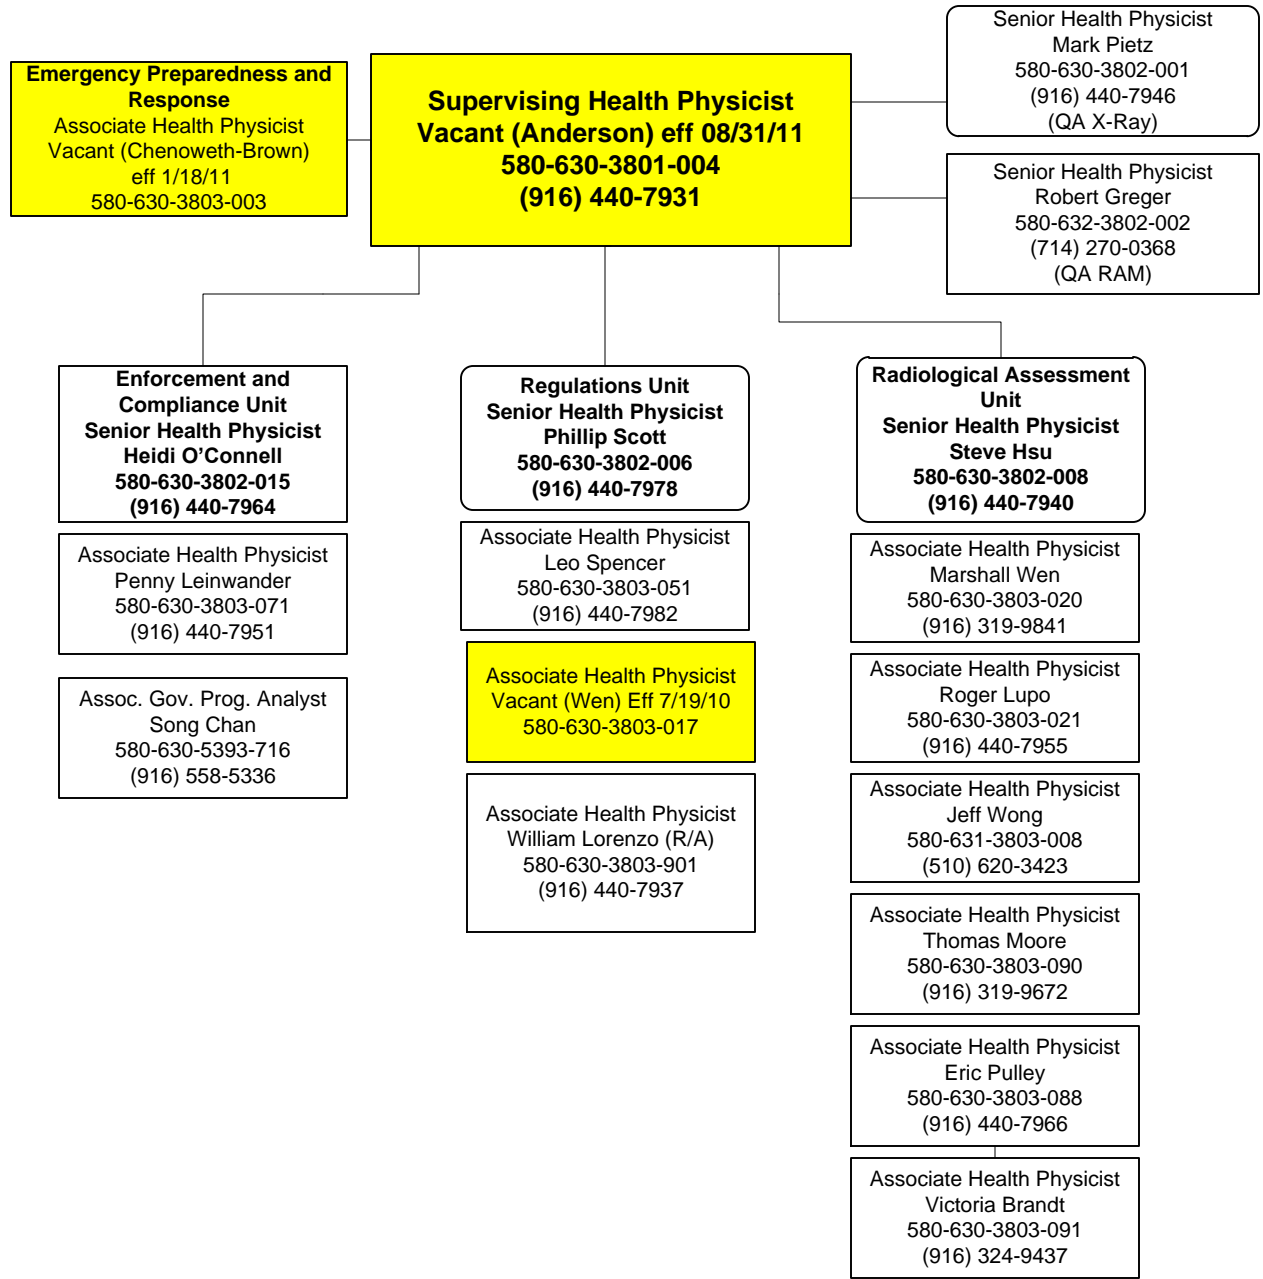 Emergency Preparedness and
Response
Associate Health Physicist
Vacant (Chenoweth-Brown)
eff 1/18/11
580-630-3803-003
Supervising Health Physicist
Vacant (Anderson) eff 08/31/11
580-630-3801-004
(916) 440-7931
Senior Health Physicist
Mark Pietz
580-630-3802-001
(916) 440-7946
(QA X-Ray)
Senior Health Physicist
Robert Greger
580-632-3802-002
(714) 270-0368
(QA RAM)
Enforcement and
Compliance Unit
Senior Health Physicist
Heidi O’Connell
580-630-3802-015
(916) 440-7964
Associate Health Physicist
Penny Leinwander
580-630-3803-071
(916) 440-7951
Assoc. Gov. Prog. Analyst
Song Chan
580-630-5393-716
(916) 558-5336
Regulations Unit
Senior Health Physicist
Phillip Scott
580-630-3802-006
(916) 440-7978
Associate Health Physicist
Leo Spencer
580-630-3803-051
(916) 440-7982
Associate Health Physicist
Vacant (Wen) Eff 7/19/10
580-630-3803-017
Associate Health Physicist
William Lorenzo (R/A)
580-630-3803-901
(916) 440-7937
Radiological Assessment
Unit
Senior Health Physicist
Steve Hsu
580-630-3802-008
(916) 440-7940
Associate Health Physicist
Marshall Wen
580-630-3803-020
(916) 319-9841
Associate Health Physicist
Roger Lupo
580-630-3803-021
(916) 440-7955
Associate Health Physicist
Jeff Wong
580-631-3803-008
(510) 620-3423
Associate Health Physicist
Thomas Moore
580-630-3803-090
(916) 319-9672
Associate Health Physicist
Eric Pulley
580-630-3803-088
(916) 440-7966
Associate Health Physicist
Victoria Brandt
580-630-3803-091
(916) 324-9437